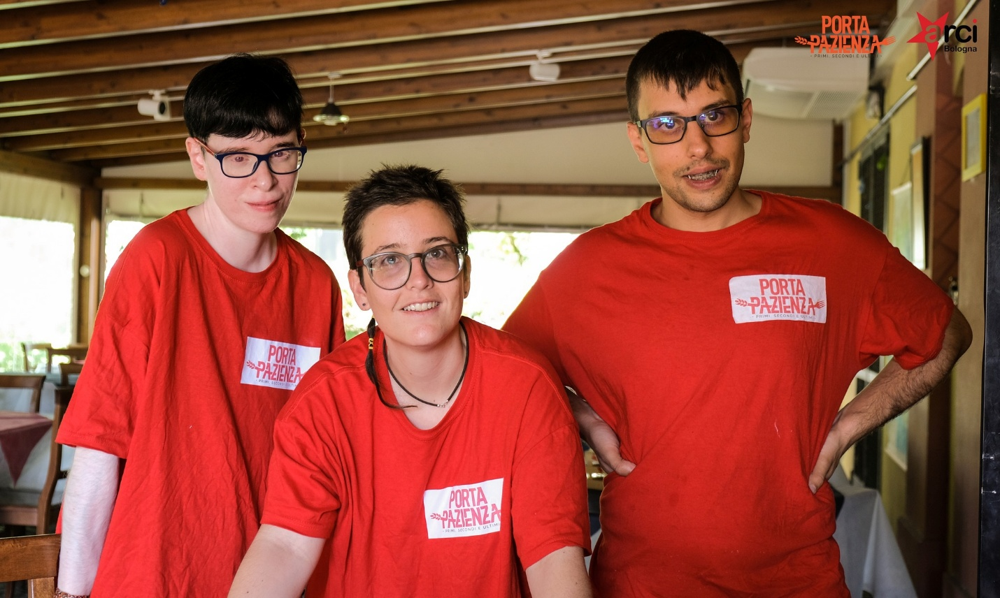 PORTA
PAZIENZA
- PRIMI, SECONDI E ULTIMI -
arci
Bologna
PORTA
PAZIENZA
- PRIMI, SECONDI E ULTIMI -
PORTA
PAZIENZA
- PRIMI, SECONDI E ULTIMI
PORTA
PAZIENZA
- PRIMI, SECONDI E ULTIMI